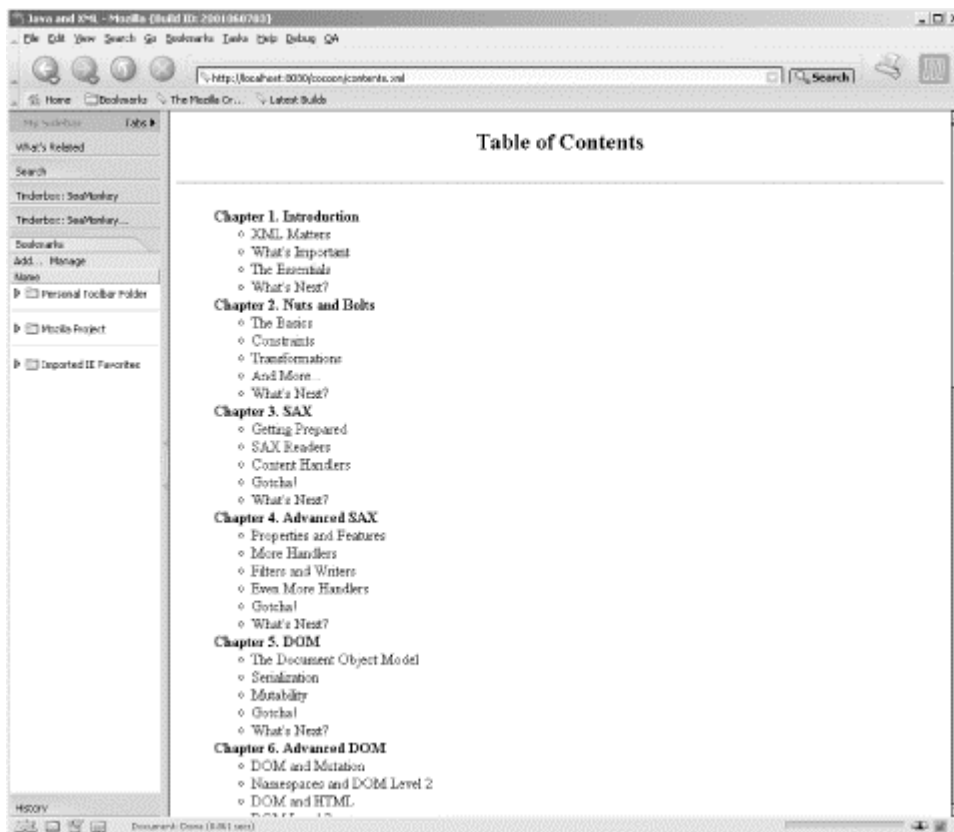 Java and XML - Mozilla {Build ID: 2001060703}
File Edit View Search Go Bookmarks Tasks Help Debug QA
http://localhost:8080/cocoon/contents.xml
Search
Home Bookmarks The Mozilla Or... Latest Builds
My Sidebar Tabs
What's Related
Search
Tinderbox: SeaMonkey
Tinderbox: SeaMonkey...
Bookmarks
Add... Manage
Name
Personal Toolbar Folder
Mozilla Project
Imported IE Favorites
History
Table of Contents
Chapter 1. Introduction
XML Matters
What's Important
The Essentials
What's Next?
Chapter 2. Nuts and Bolts
The Basics
Constraints
Transformations
And More...
What's Next?
Chapter 3. SAX
Getting Prepared
SAX Readers
Content Handlers
Gotcha!
What's Next?
Chapter 4. Advanced SAX
Properties and Features
More Handlers
Filters and Writers
Even More Handlers
Gotcha!
What's Next?
Chapter 5. DOM
The Document Object Model
Serialization
Mutability
Gotcha!
What's Next?
Chapter 6. Advanced DOM
DOM and Mutation
Namespaces and DOM Level 2
DOM and HTML
Document: Done